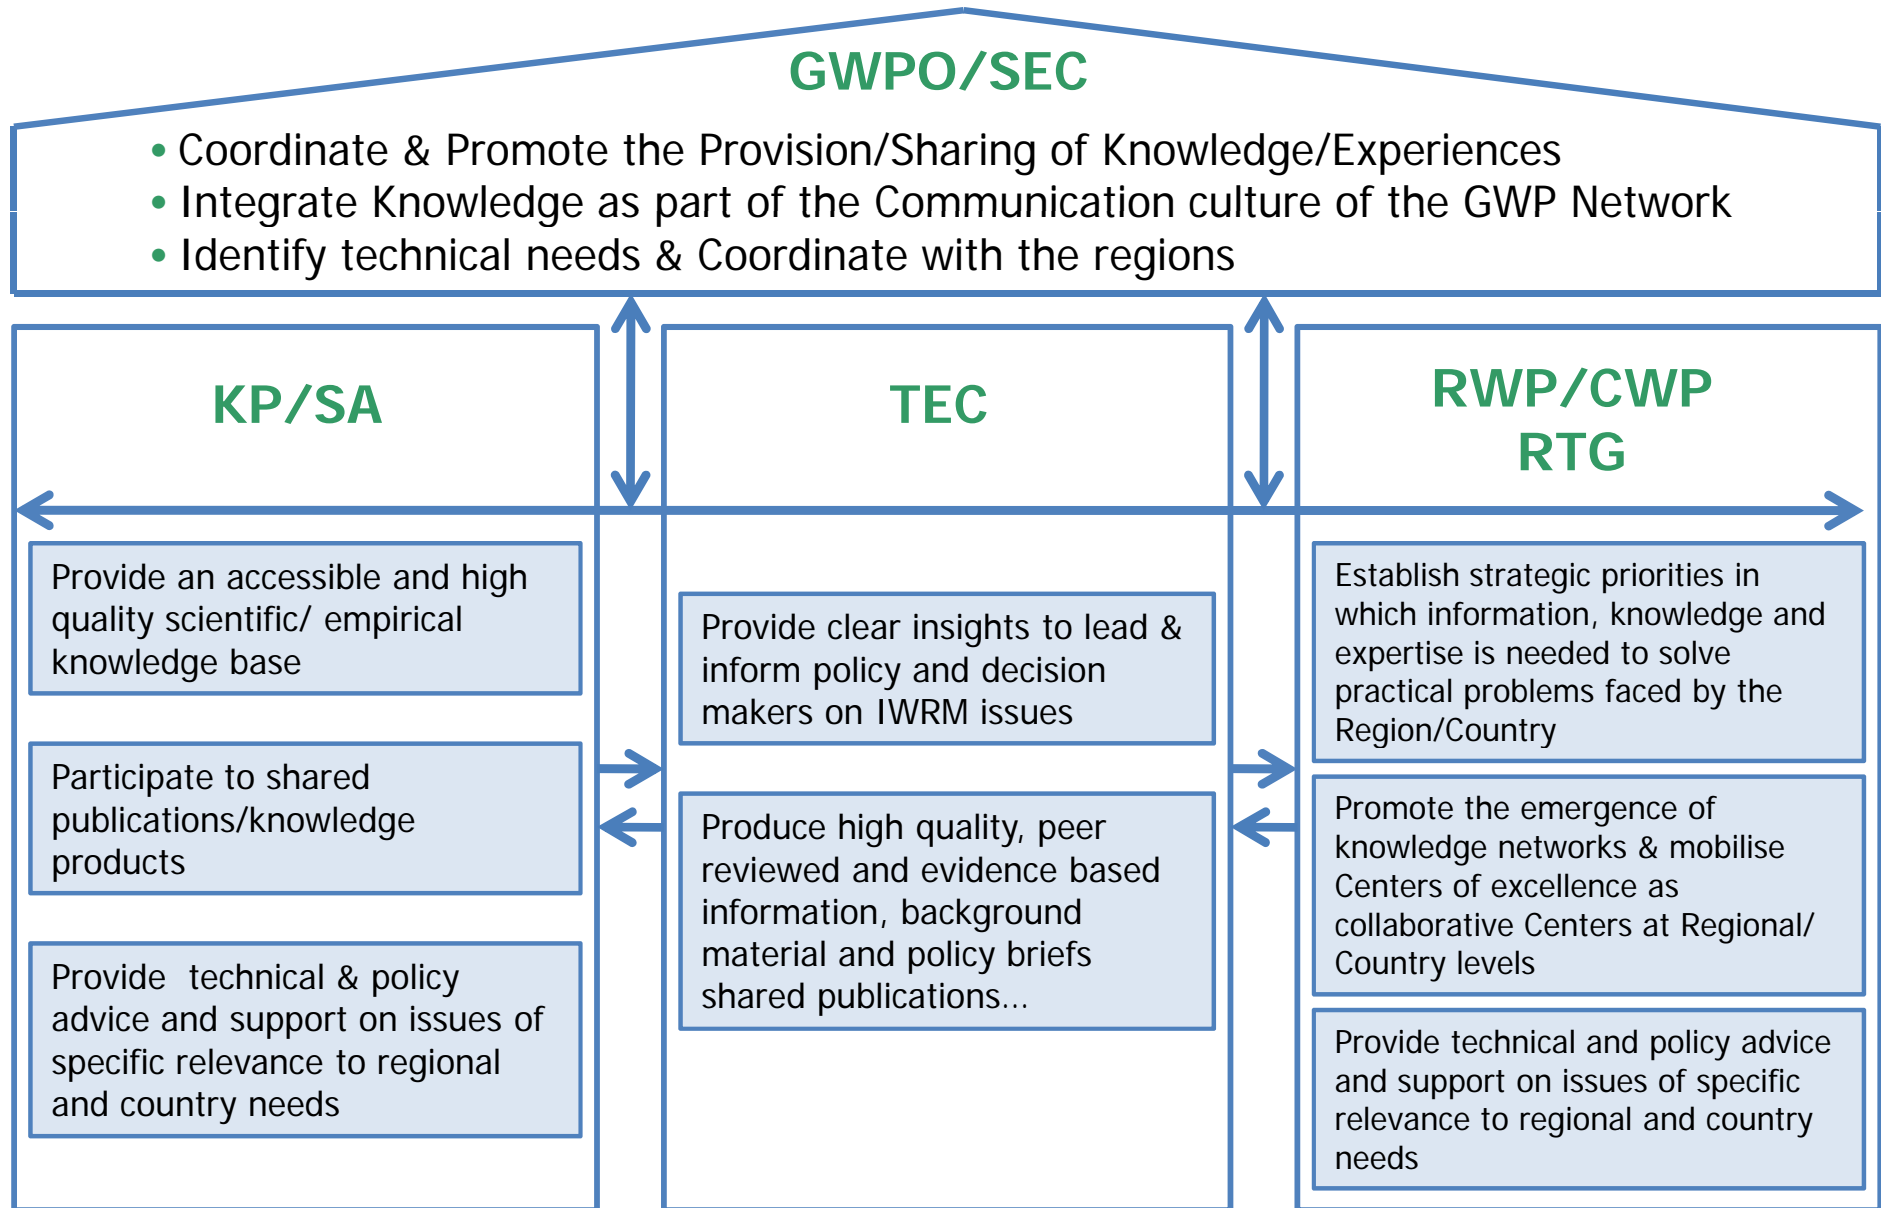 GWPO/SEC
• Coordinate & Promote the Provision/Sharing of Knowledge/Experiences
• Integrate Knowledge as part of the Communication culture of the GWP Network
• Identify technical needs & Coordinate with the regions
KP/SA
Provide an accessible and high
quality scientific/ empirical
knowledge base
Participate to shared
publications/knowledge
products
Provide technical & policy
advice and support on issues of
specific relevance to regional
and country needs
TEC
Provide clear insights to lead &
inform policy and decision
makers on IWRM issues
Produce high quality, peer
reviewed and evidence based
information, background
material and policy briefs
shared publications...
RWP/CWP
RTG
Establish strategic priorities in
which information, knowledge and
expertise is needed to solve
practical problems faced by the
Region/Country
Promote the emergence of
knowledge networks & mobilise
Centers of excellence as
collaborative Centers at Regional/
Country levels
Provide technical and policy advice
and support on issues of specific
relevance to regional and country
needs